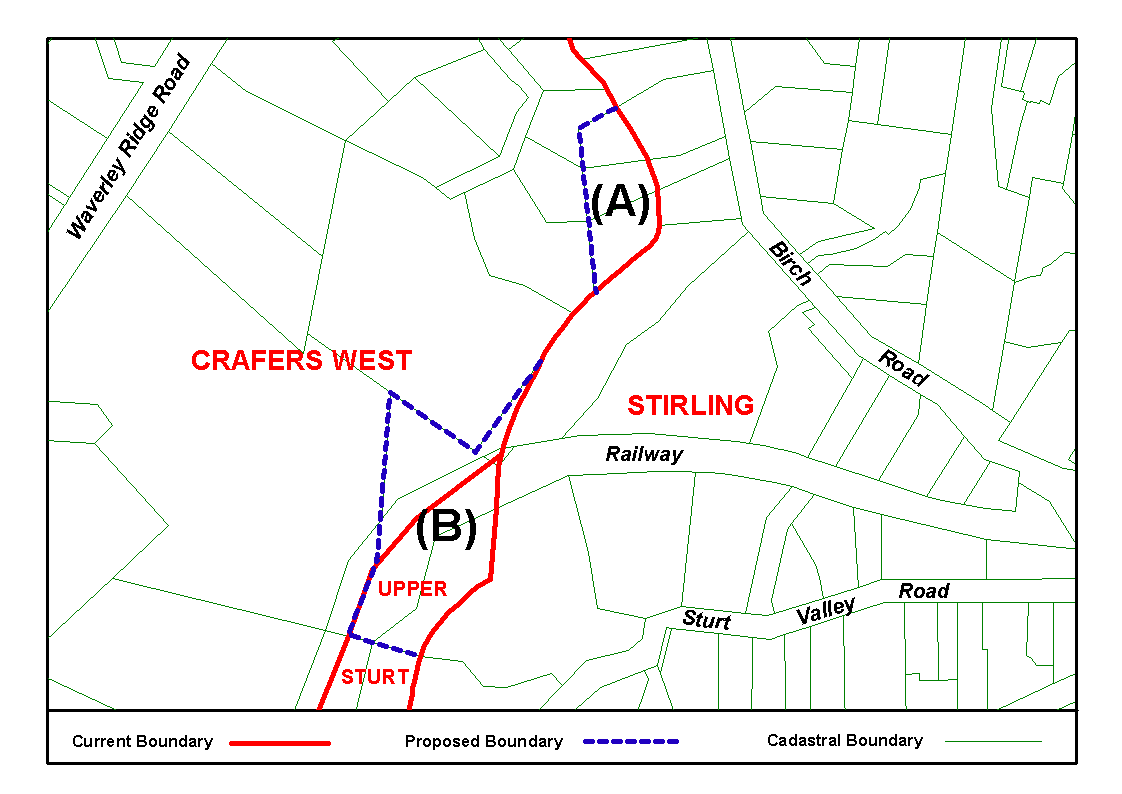 Waverley Ridge Road
(A)
Birch
Road
CRAFERS WEST
STIRLING
Railway
(B)
UPPER
STURT
Sturt
Valley
Road
Current Boundary
Proposed Boundary
Cadastral Boundary